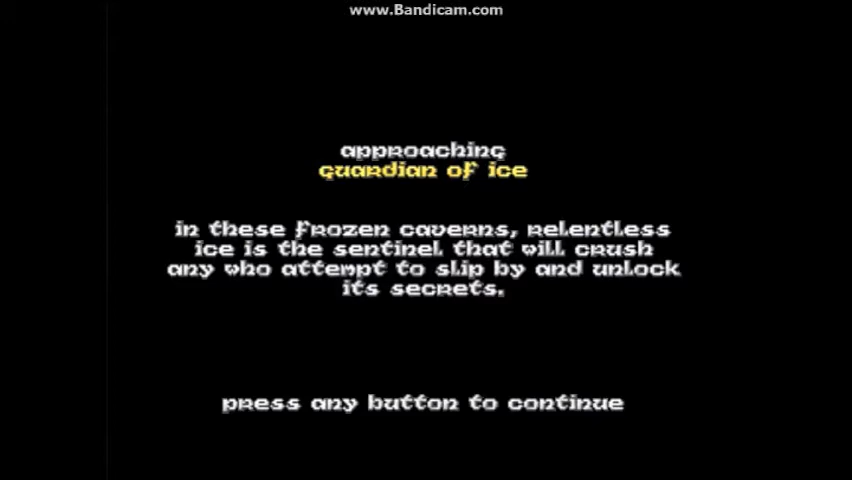 www.Bandicam.com
approaching
guardian of ice
in these frozen caverns, relentless
ice is the sentinel that will crush
any who attempt to slip by and unlock
its secrets.
press any button to continue